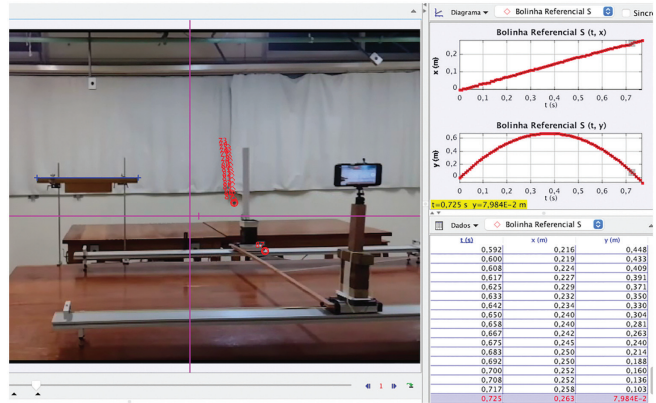 Diagrama ▾ ◇ Bolinha Referencial S Sincro
Bolinha Referencial S (t, x)
x (m)
0,2
0,1
0
0 0,1 0,2 0,3 0,4 0,5 0,6 0,7
t (s)
Bolinha Referencial S (t, y)
y (m)
0,6
0,4
0,2
0
0 0,1 0,2 0,3 0,4 0,5 0,6 0,7
t (s)
t=0,725 s y=7,984E-2 m
Dados ▾ ◇ Bolinha Referencial S
t (s) x (m) y (m)
0,592 0,216 0,448
0,600 0,219 0,433
0,608 0,224 0,409
0,617 0,227 0,391
0,625 0,229 0,371
0,633 0,232 0,350
0,642 0,234 0,330
0,650 0,240 0,304
0,658 0,240 0,281
0,667 0,242 0,263
0,675 0,245 0,240
0,683 0,250 0,214
0,692 0,250 0,188
0,700 0,252 0,160
0,708 0,252 0,136
0,717 0,258 0,103
0,725 0,263 7,984E-2
1